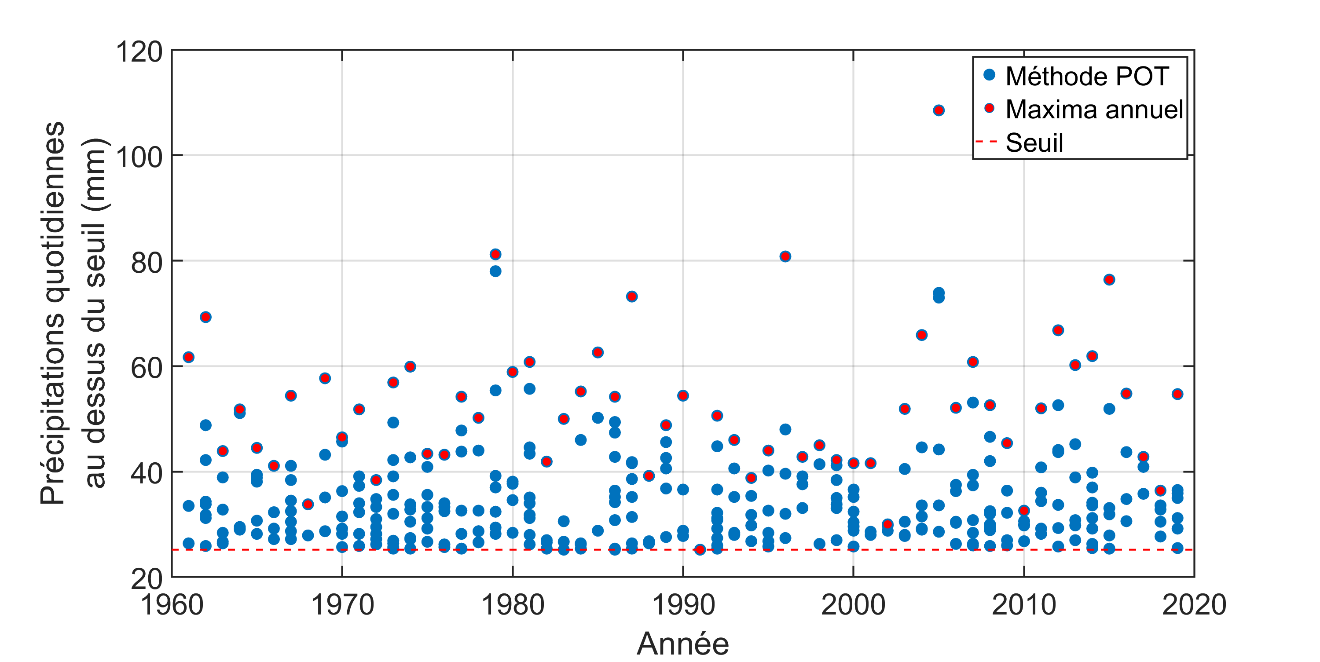 120
100
80
60
40
20
Précipitations quotidiennes
au dessus du seuil (mm)
Méthode POT
Maxima annuel
Seuil
1960 1970 1980 1990 2000 2010 2020
Année